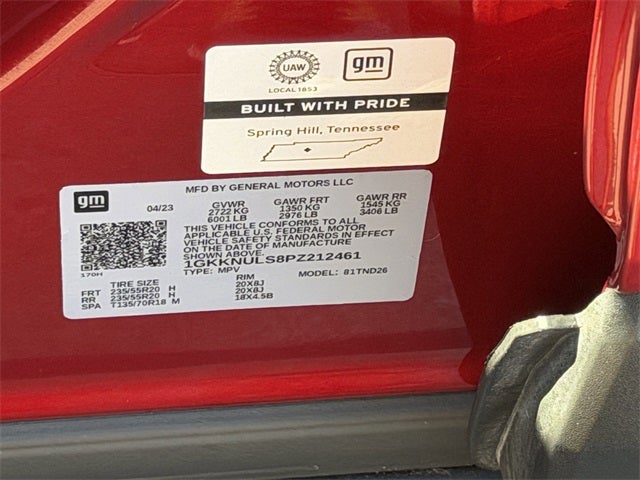 UAW
gm
LOCAL 1853
BUILT WITH PRIDE
Spring Hill, Tennessee
gm
MFD BY GENERAL MOTORS LLC
04/23 GVWR GAWR FRT GAWR RR
2722 KG 1350 KG 1545 KG
6001 LB 2976 LB 3406 LB
THIS VEHICLE CONFORMS TO ALL
APPLICABLE U.S. FEDERAL MOTOR
VEHICLE SAFETY STANDARDS IN EFFECT
ON THE DATE OF MANUFACTURE
SHOWN ABOVE.
1GKKNULS8PZ212461
170H
TYPE: MPV MODEL: 81TND26
TIRE SIZE RIM
FRT 235/55R20 H 20X8J
RR 235/55R20 H 20X8J
SPA T135/70R18 M 18X4.5B